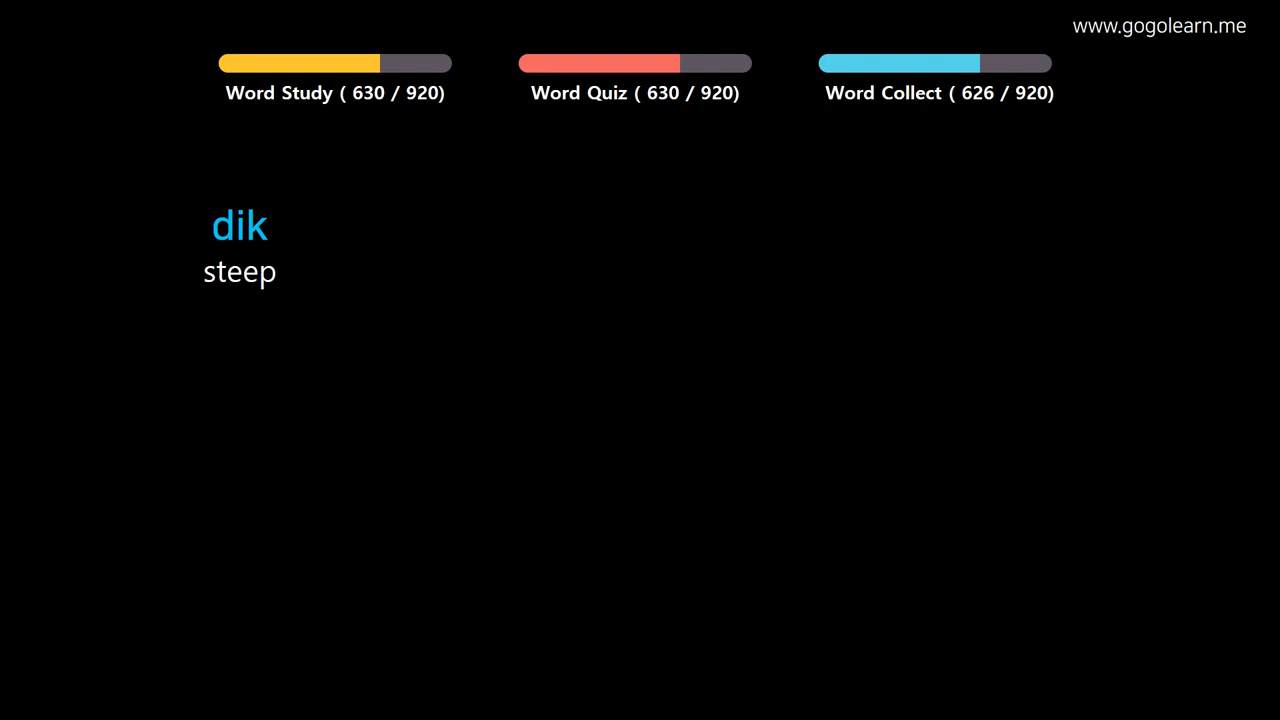 www.gogolearn.me
Word Study ( 630 / 920)
Word Quiz ( 630 / 920)
Word Collect ( 626 / 920)
dik
steep